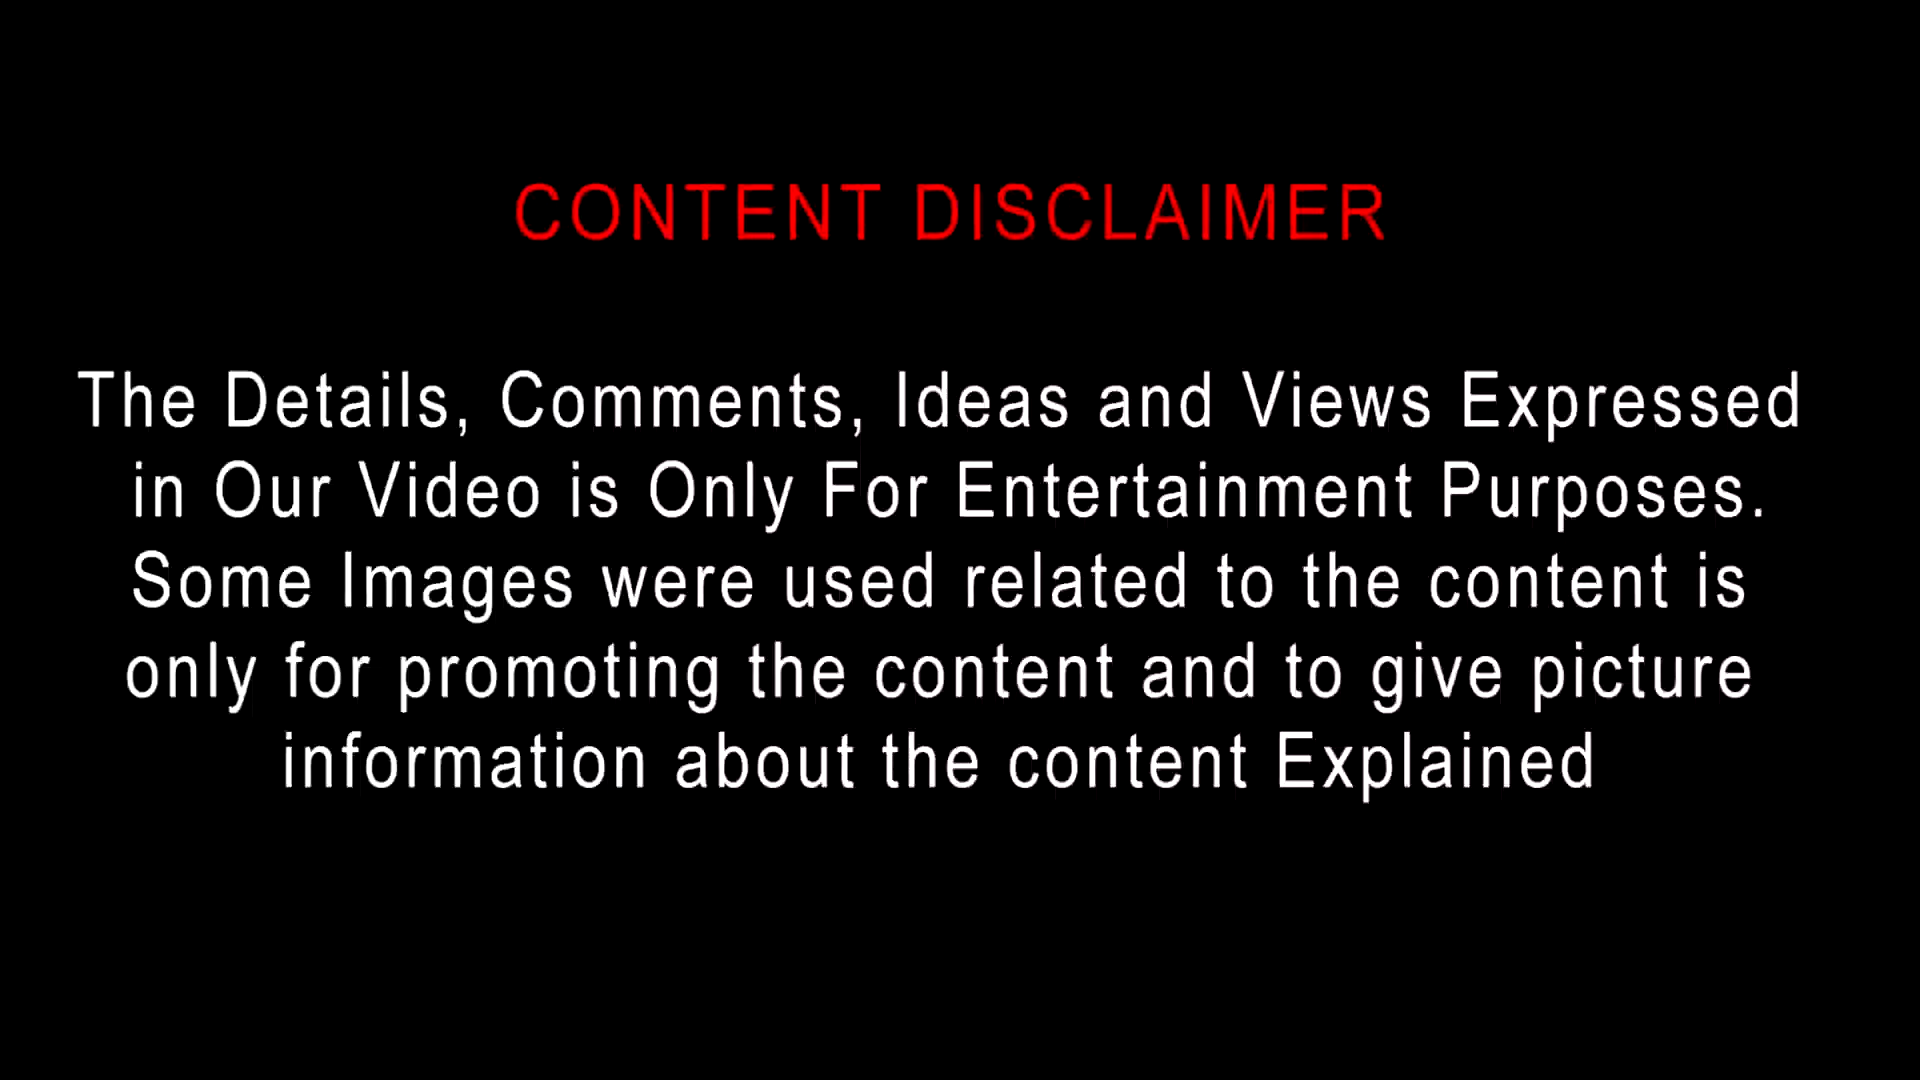 CONTENT DISCLAIMER
The Details, Comments, Ideas and Views Expressed
in Our Video is Only For Entertainment Purposes.
Some Images were used related to the content is
only for promoting the content and to give picture
information about the content Explained